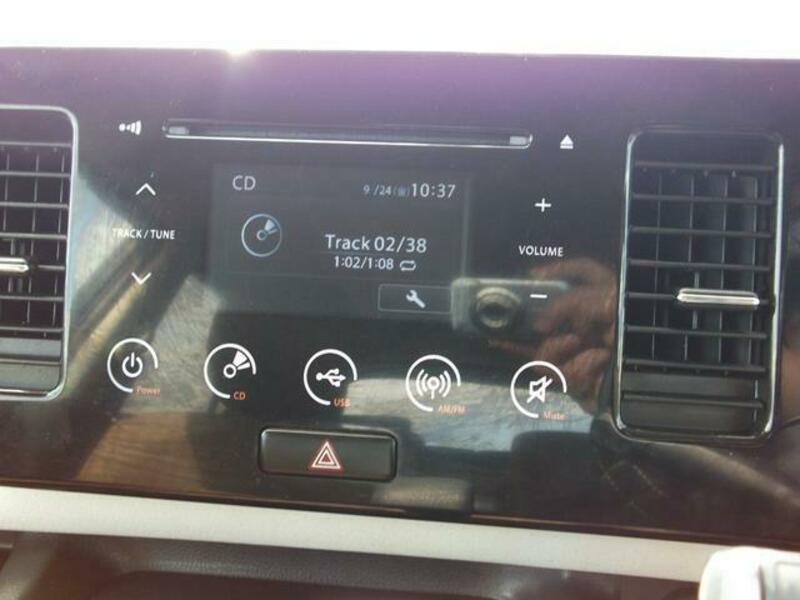 CD
9/24 10:37
TRACK / TUNE
Track 02/38
1:02/1:08
+
VOLUME
−
Power
CD
USB
AM/FM
Mute